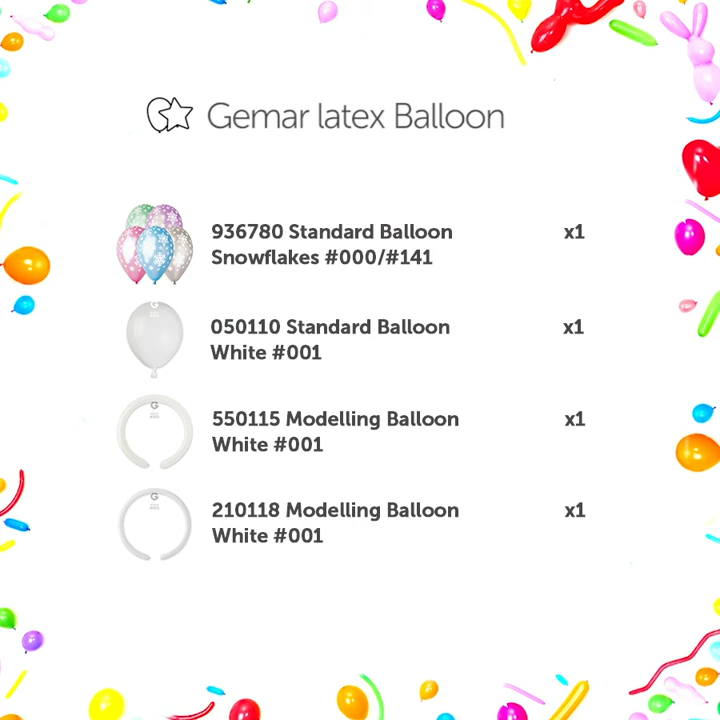 Gemar latex Balloon
936780 Standard Balloon x1
Snowflakes #000/#141
G
050110 Standard Balloon x1
White #001
G
550115 Modelling Balloon x1
White #001
G
210118 Modelling Balloon x1
White #001